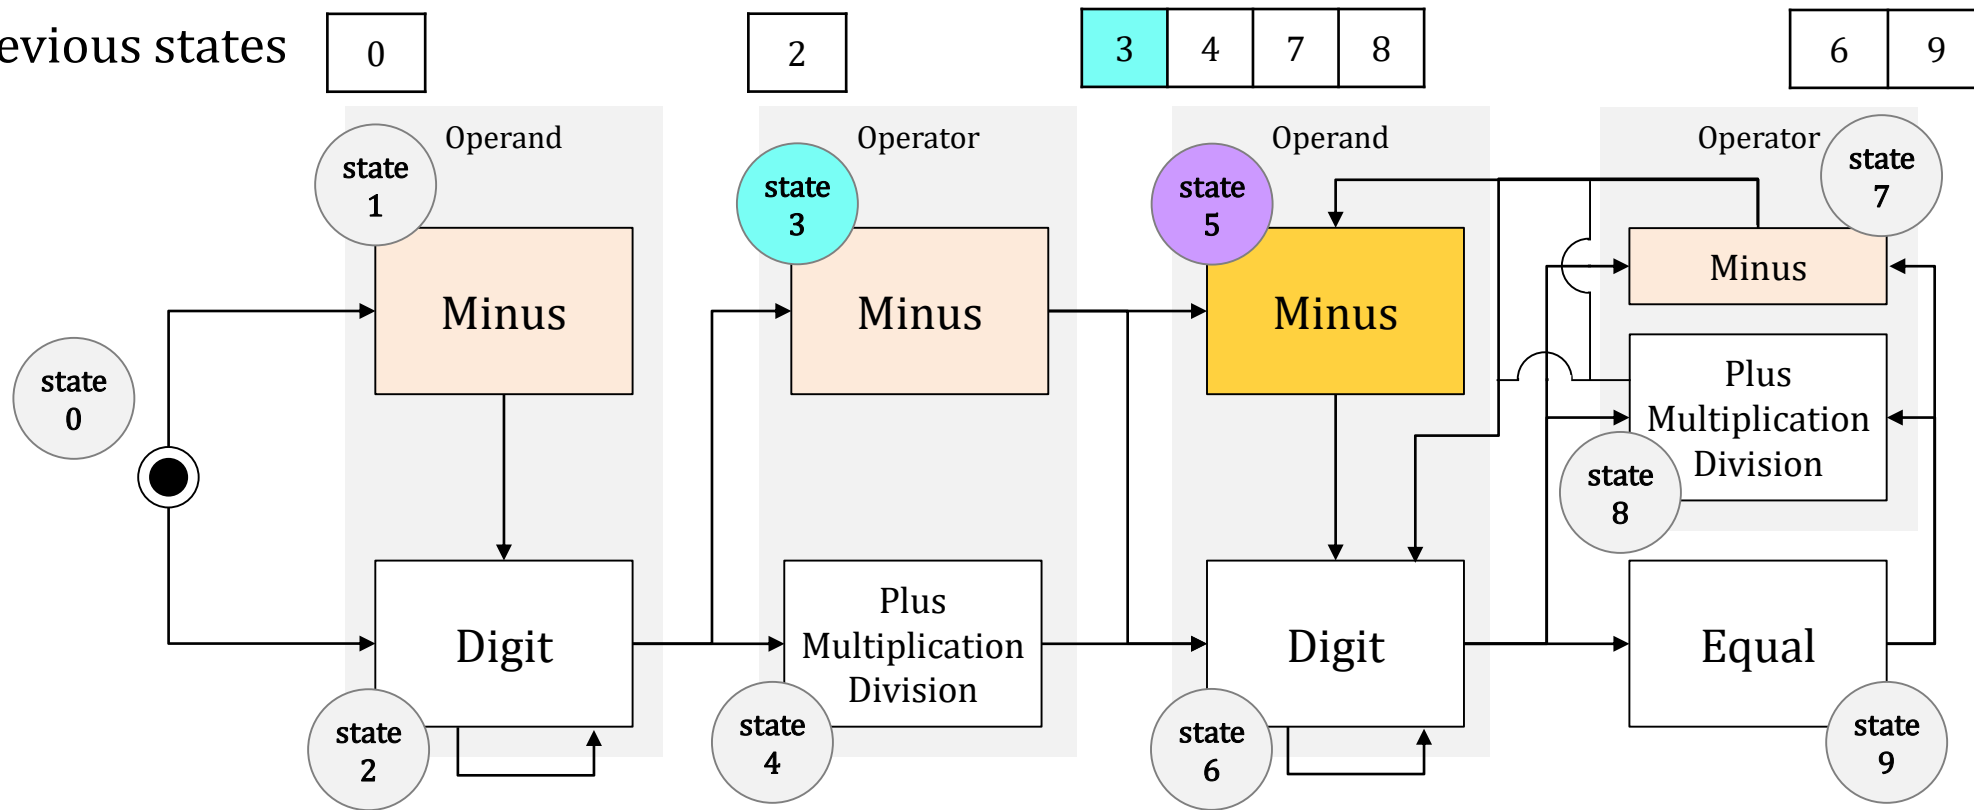 evious states
0
2
3 4 7 8
6 9
Operand
Operator
Operand
Operator
state
1
state
3
state
5
state
7
Minus
Minus
Minus
Minus
state
0
Plus
Multiplication
Division
state
8
Digit
Plus
Multiplication
Division
Digit
Equal
state
2
state
4
state
6
state
9